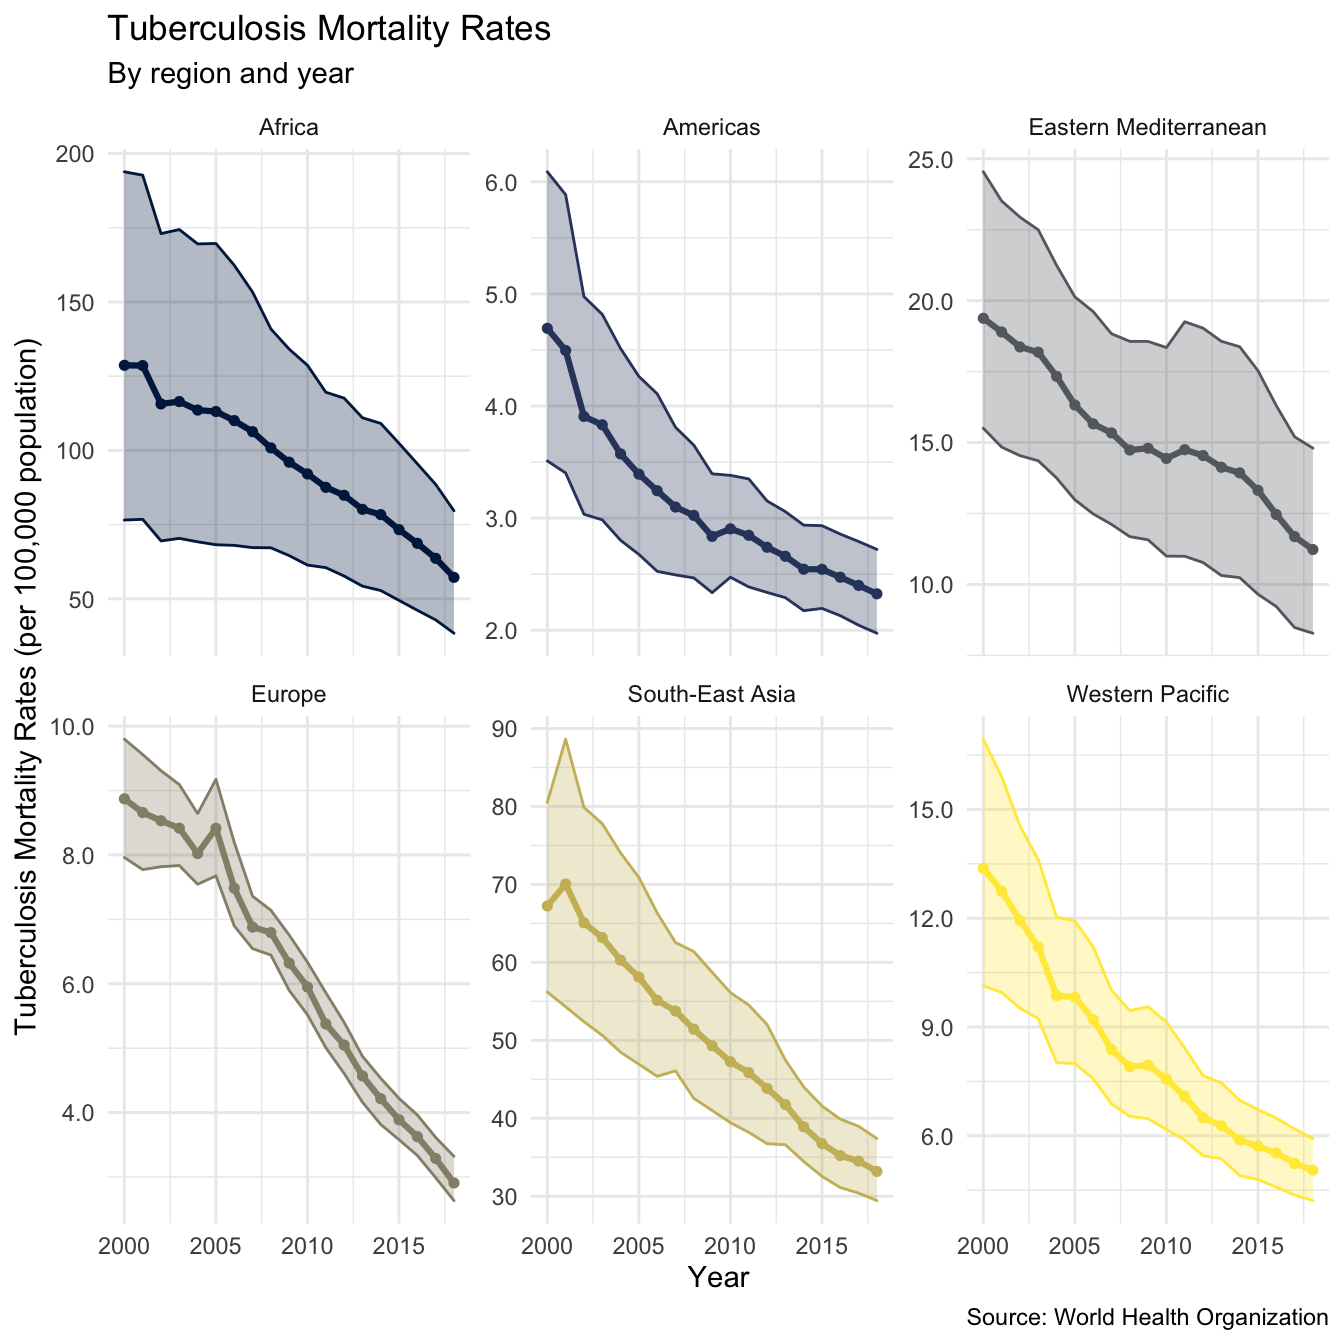 Tuberculosis Mortality Rates
By region and year
Tuberculosis Mortality Rates (per 100,000 population)
Africa
200
150
100
50
Americas
6.0
5.0
4.0
3.0
2.0
Eastern Mediterranean
25.0
20.0
15.0
10.0
Europe
10.0
8.0
6.0
4.0
2000 2005 2010 2015
South-East Asia
90
80
70
60
50
40
30
2000 2005 2010 2015
Western Pacific
15.0
12.0
9.0
6.0
2000 2005 2010 2015
Year
Source: World Health Organization